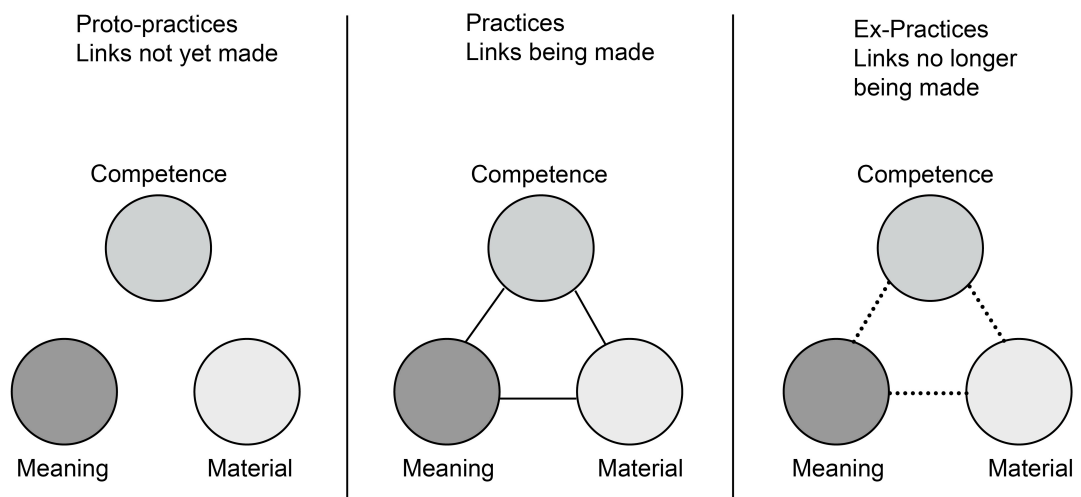 Proto-practices
Links not yet made
Competence
Meaning
Material
Practices
Links being made
Competence
Meaning
Material
Ex-Practices
Links no longer
being made
Competence
Meaning
Material